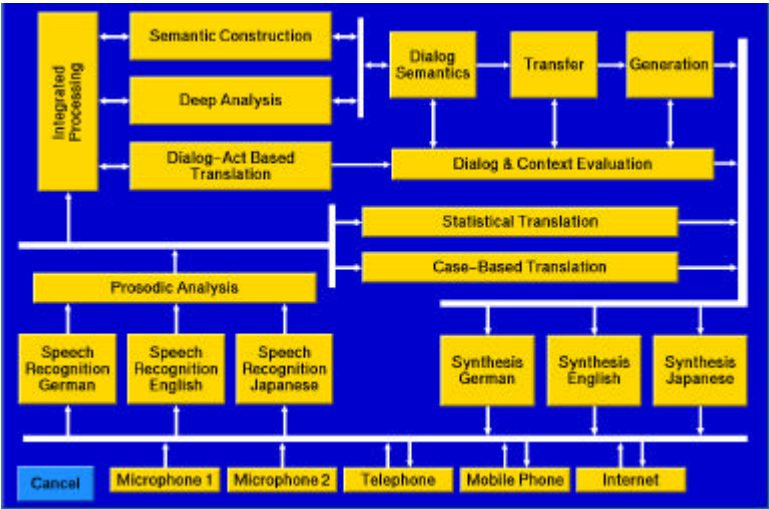 Integrated
Processing
Semantic Construction
Deep Analysis
Dialog-Act Based
Translation
Dialog
Semantics
Transfer
Generation
Dialog & Context Evaluation
Statistical Translation
Case-Based Translation
Prosodic Analysis
Speech
Recognition
German
Speech
Recognition
English
Speech
Recognition
Japanese
Synthesis
German
Synthesis
English
Synthesis
Japanese
Cancel
Microphone 1
Microphone 2
Telephone
Mobile Phone
Internet